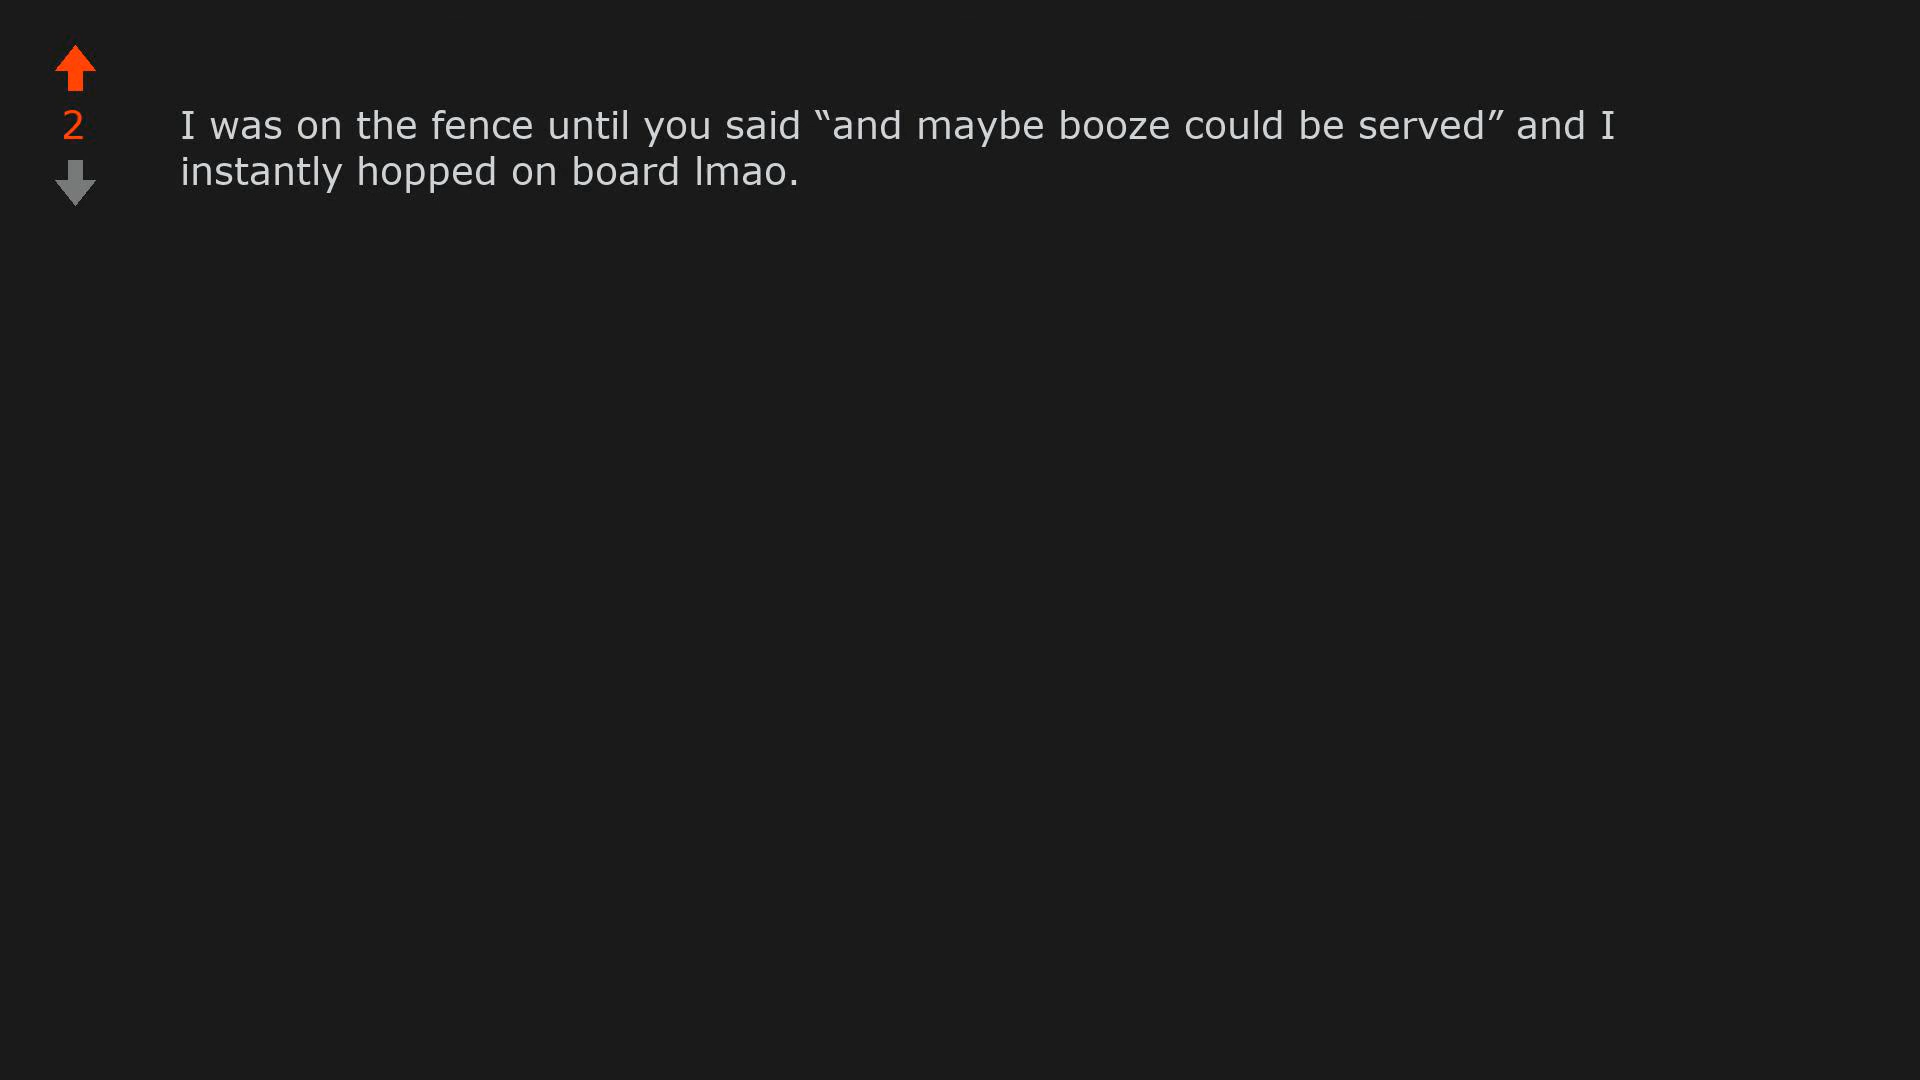 2
I was on the fence until you said “and maybe booze could be served” and I
instantly hopped on board lmao.